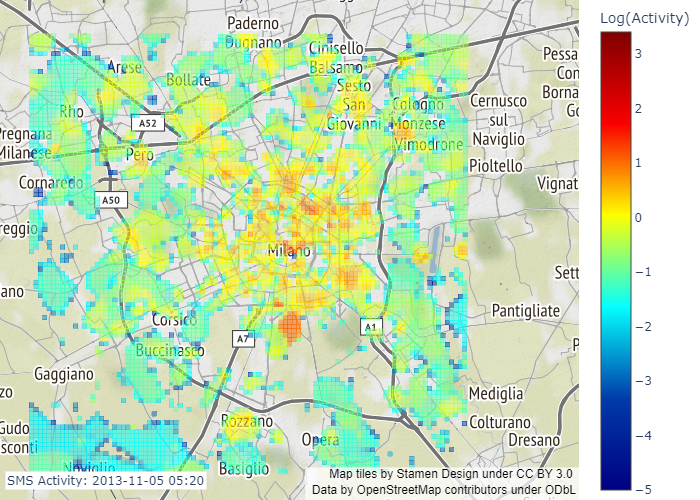 Log(Activity)
3
2
1
0
−1
−2
−3
−4
−5
Paderno
Dugnano
Cinisello
Balsamo
Arese
Bollate
Sesto
San
Giovanni
Cologno
Monzese
Vimodrone
Cernusco
sul
Naviglio
Pessa
Con
Borna
Go
Rho
A52
Pregnana
Milanese
Pero
Pioltello
Cornaredo
A50
Vignat
reggio
Milano
Sett
ano
Pantigliate
Corsico
A7
A1
Buccinasco
P
Gaggiano
zo
Mediglia
Rozzano
Colturano
Gudo
sconti
Opera
Dresano
Noviglio
Basiglio
SMS Activity: 2013-11-05 05:20
Map tiles by Stamen Design under CC BY 3.0
Data by OpenStreetMap contributors under ODbL